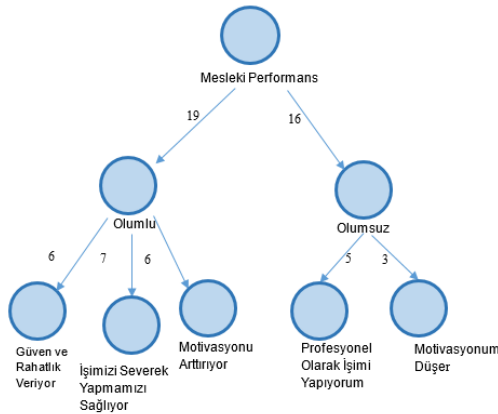 Mesleki Performans
19
16
Olumlu
Olumsuz
6
7
6
5
3
Güven ve
Rahatlık
Veriyor
İşimizi Severek
Yapmamızı
Sağlıyor
Motivasyonu
Arttırıyor
Profesyonel
Olarak İşimi
Yapıyorum
Motivasyonum
Düşer